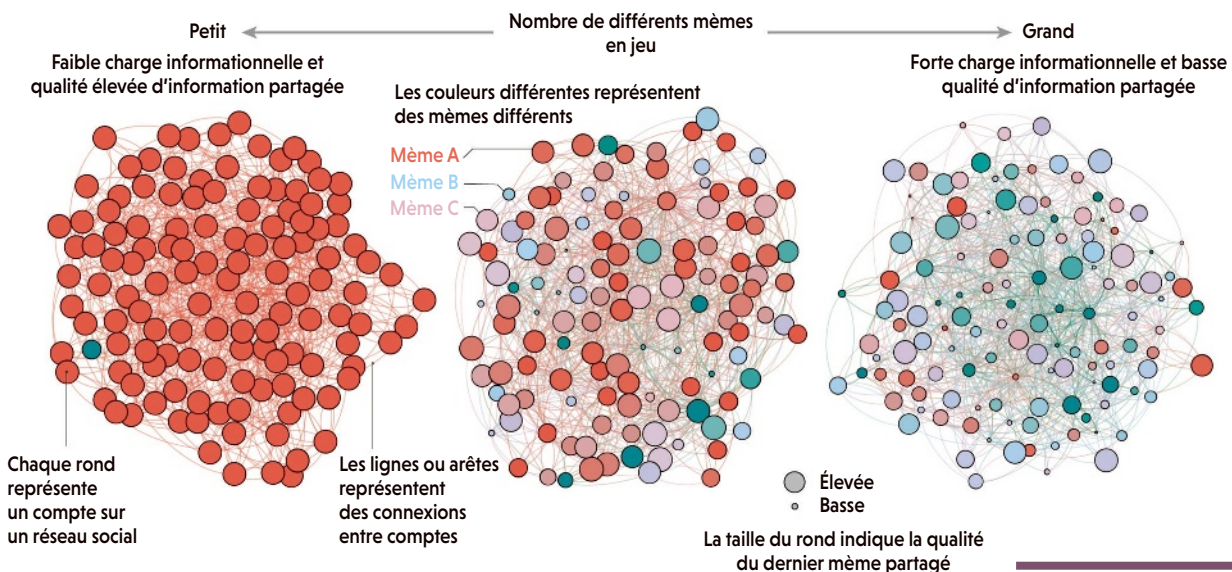 Nombre de différents mèmes
en jeu
Petit
Grand
Faible charge informationnelle et
qualité élevée d'information partagée
Forte charge informationnelle et basse
qualité d'information partagée
Les couleurs différentes représentent
des mèmes différents
Mème A
Mème B
Mème C
Chaque rond
représente
un compte sur
un réseau social
Les lignes ou arêtes
représentent
des connexions
entre comptes
Élevée
Basse
La taille du rond indique la qualité
du dernier mème partagé